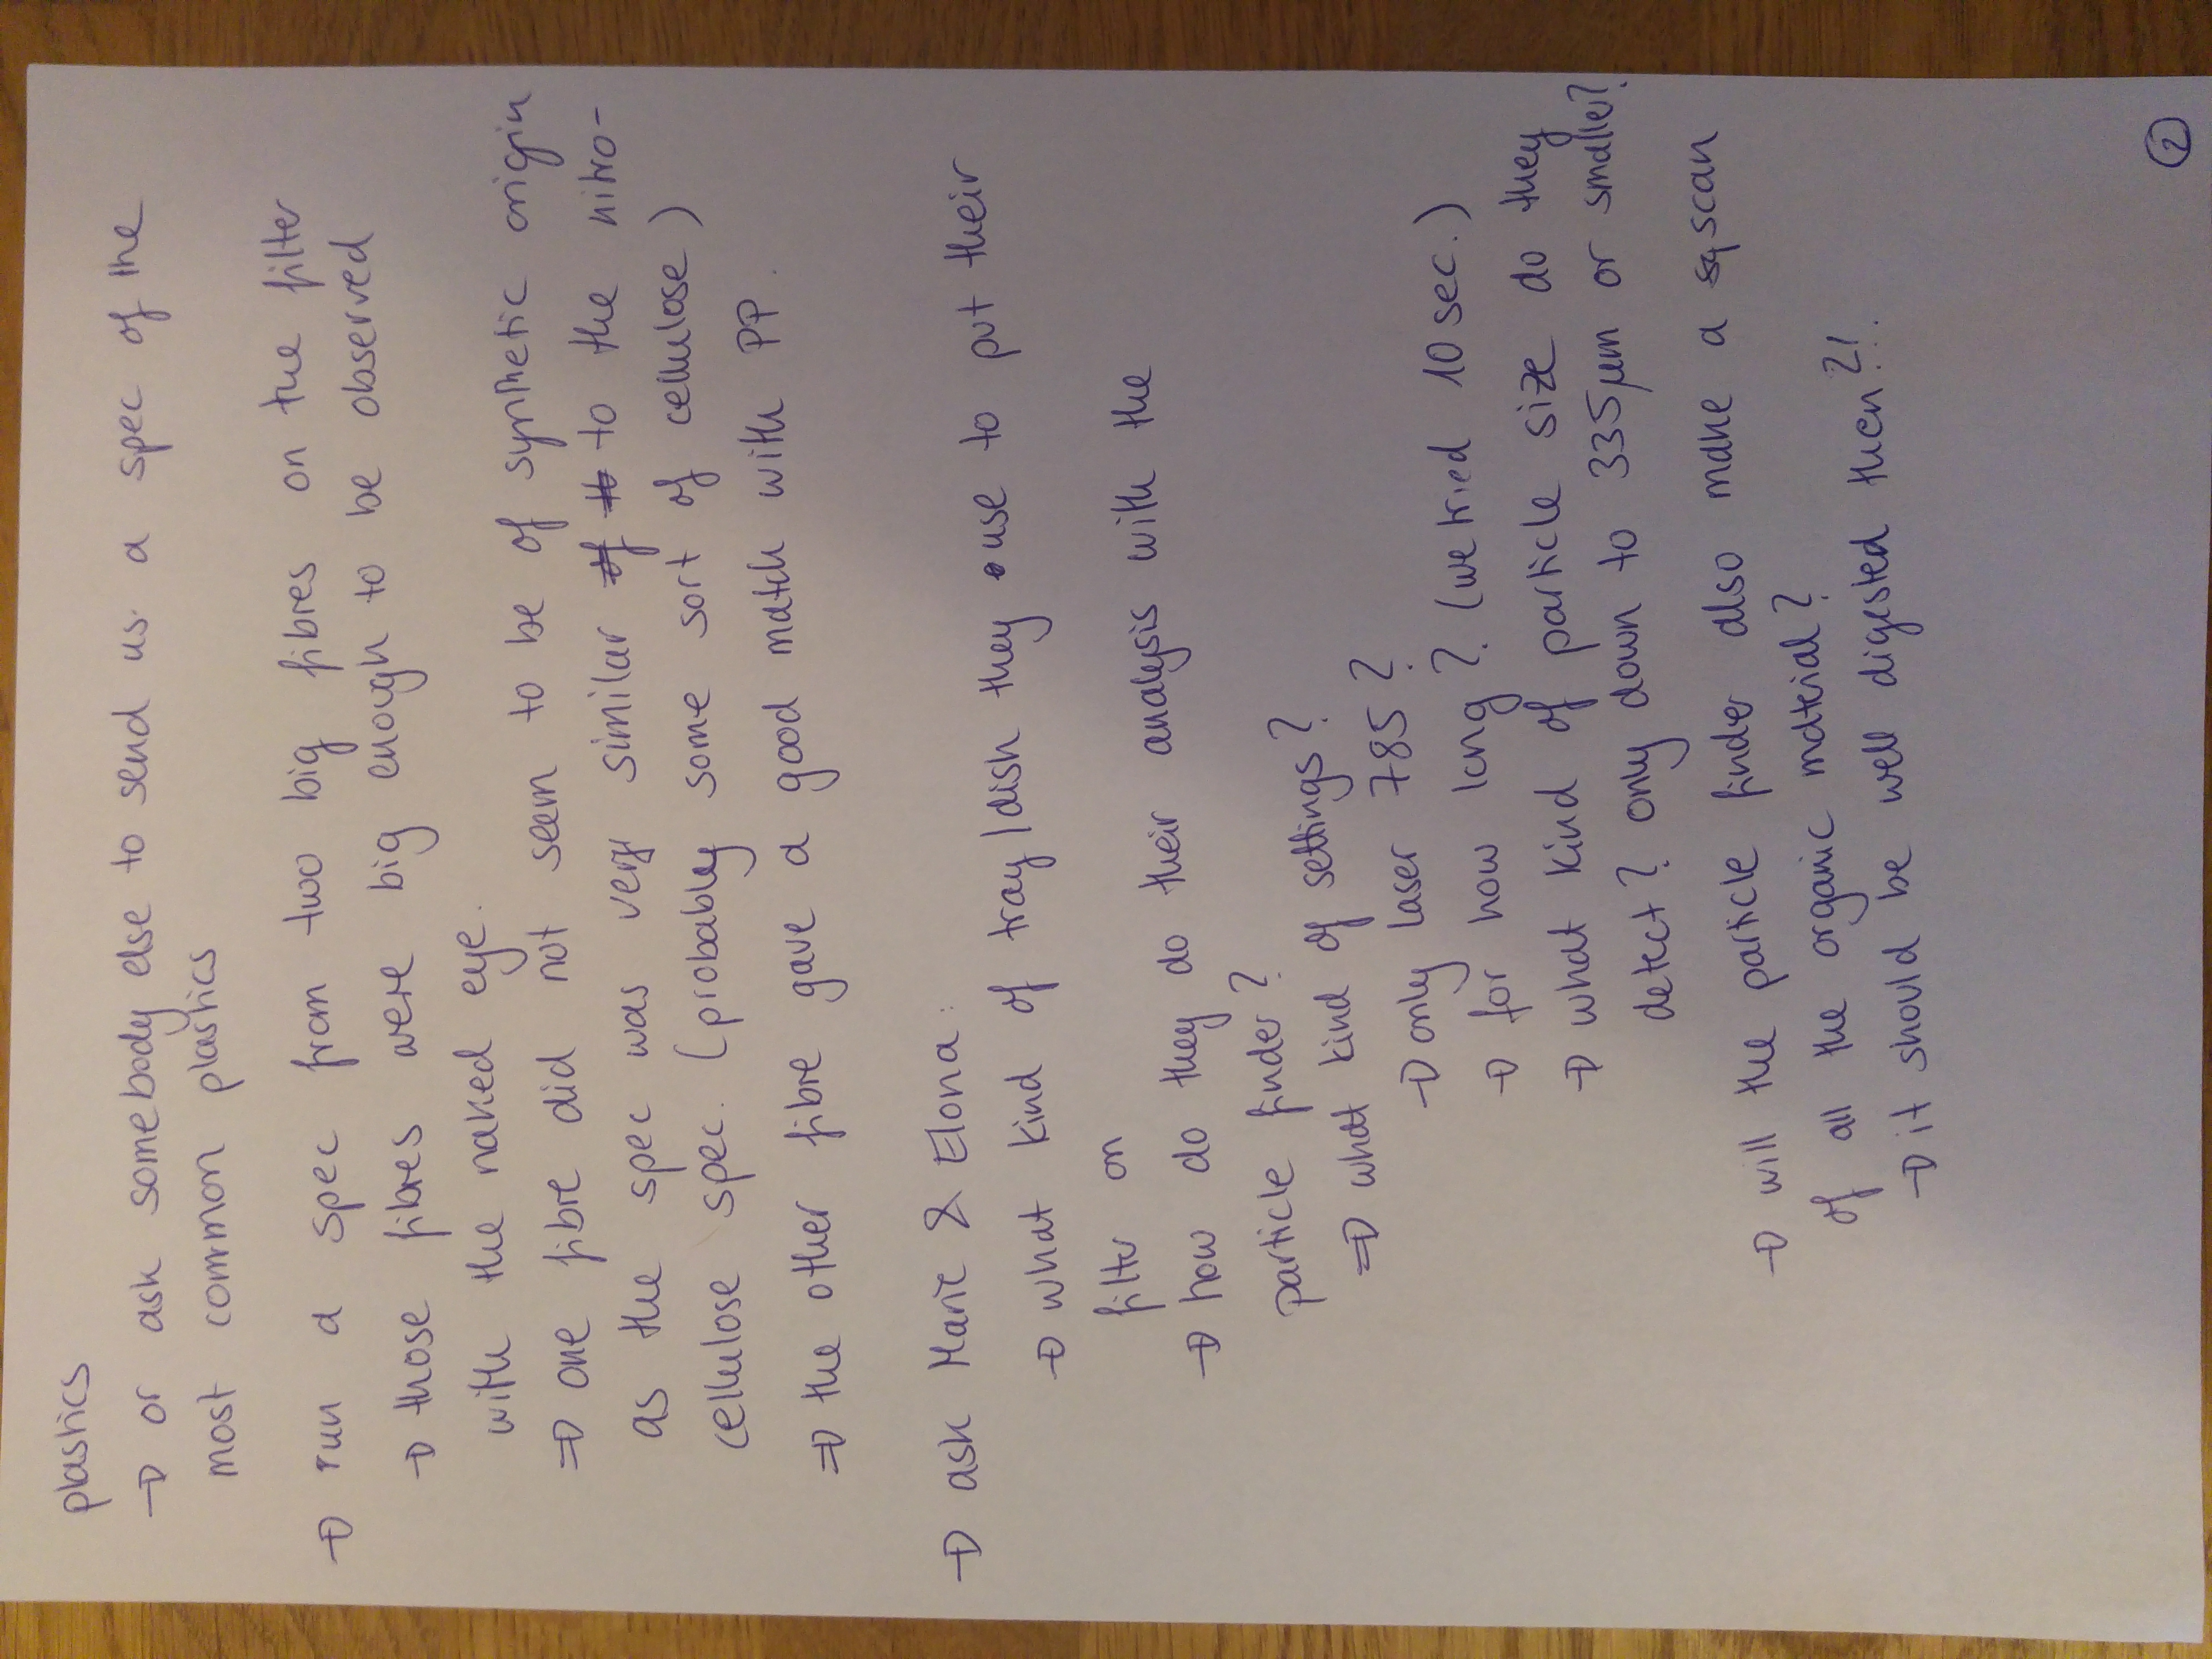 plastics
→ or ask somebody else to send us a spec of the
most common plastics
→ run a spec from two big fibres on the filter
→ those fibres were big enough to be observed
with the naked eye.
⇒ one fibre did not seem to be of synthetic origin
as the spec was very similar to the nitro-
cellulose spec. (probably some sort of cellulose)
⇒ the other fibre gave a good match with PP.
→ ask Marie & Elona:
→ what kind of tray/dish they use to put their
filter on
→ how do they do their analysis with the
particle finder?
⇒ what kind of settings?
→ only laser 785?
→ for how long? (we tried 10 sec.)
→ what kind of particle size do they
detect? only down to 335µm or smaller?
→ will the particle finder also make a scan
of all the organic material?
→ it should be well digested then?!
2